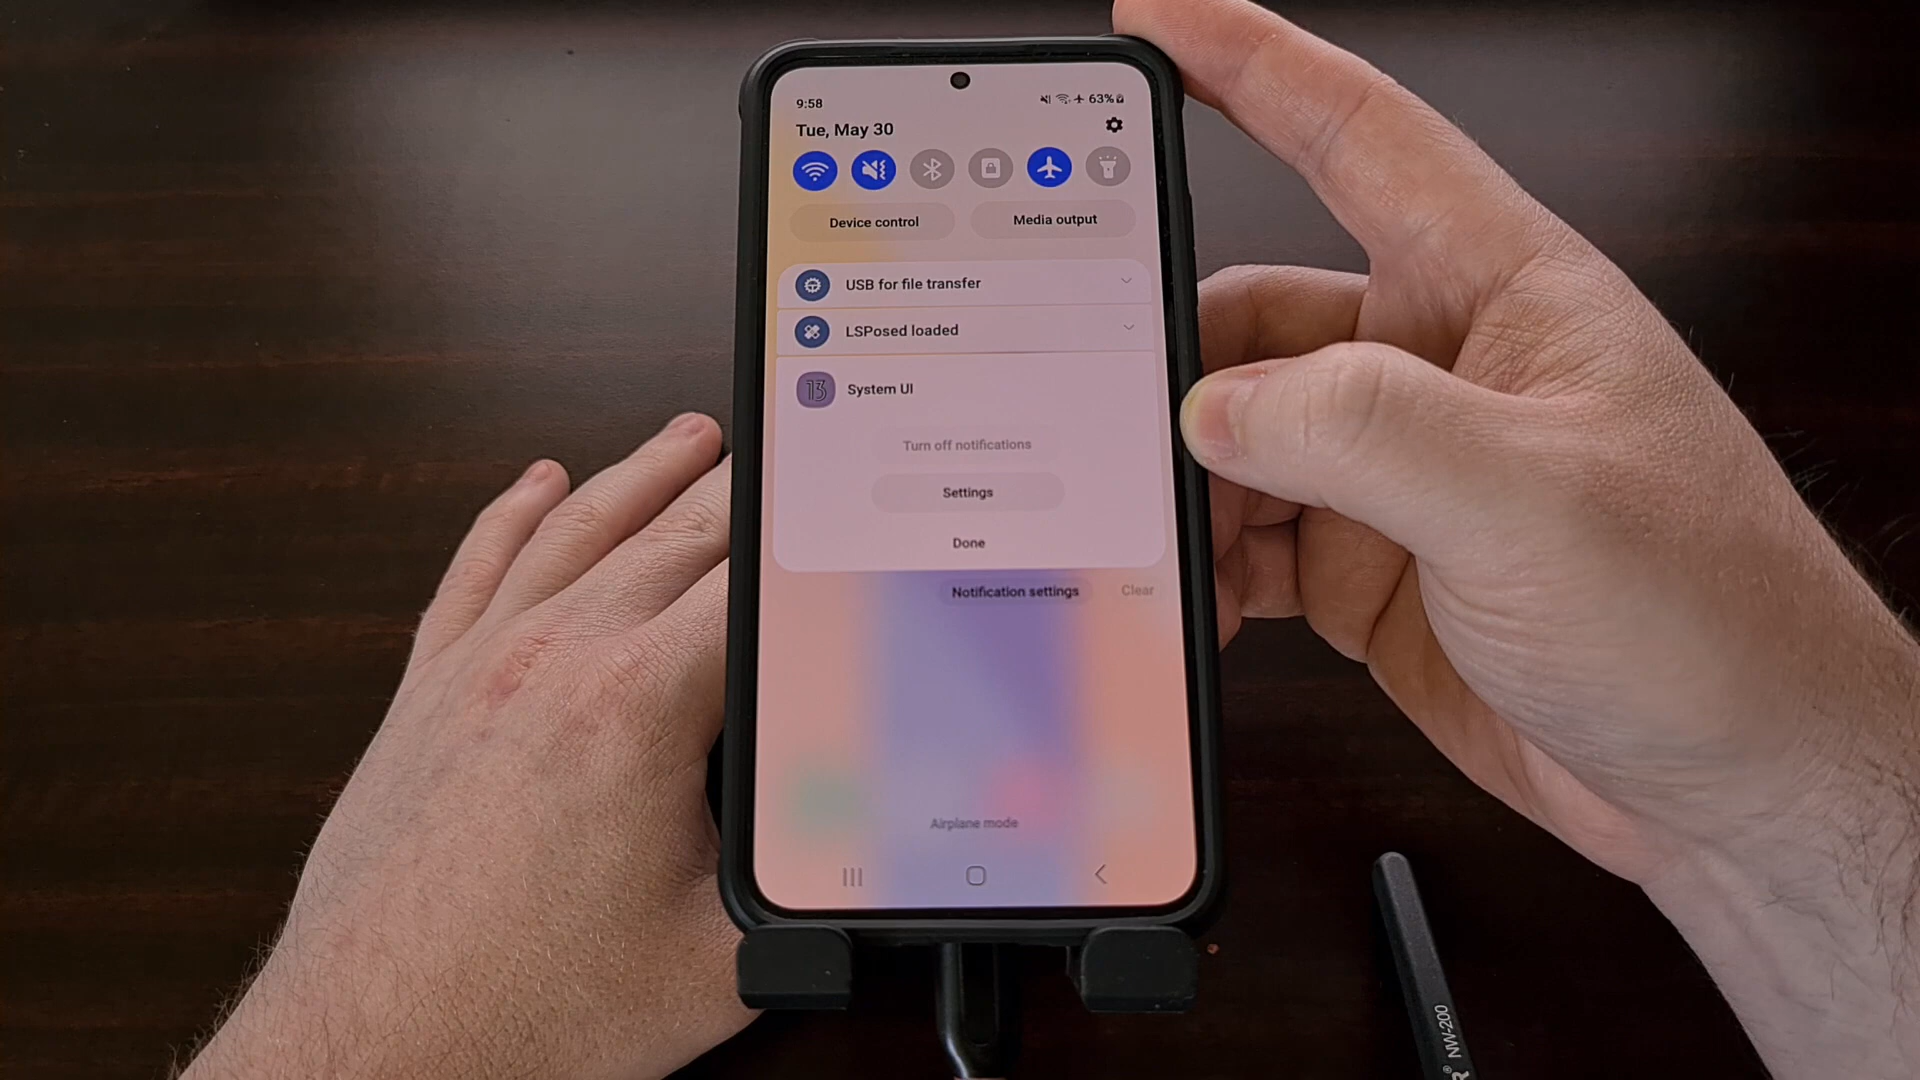 9:58
63%
Tue, May 30
Device control
Media output
USB for file transfer
LSPosed loaded
13
System UI
Turn off notifications
Settings
Done
Notification settings
Clear
Airplane mode
R® NW-200